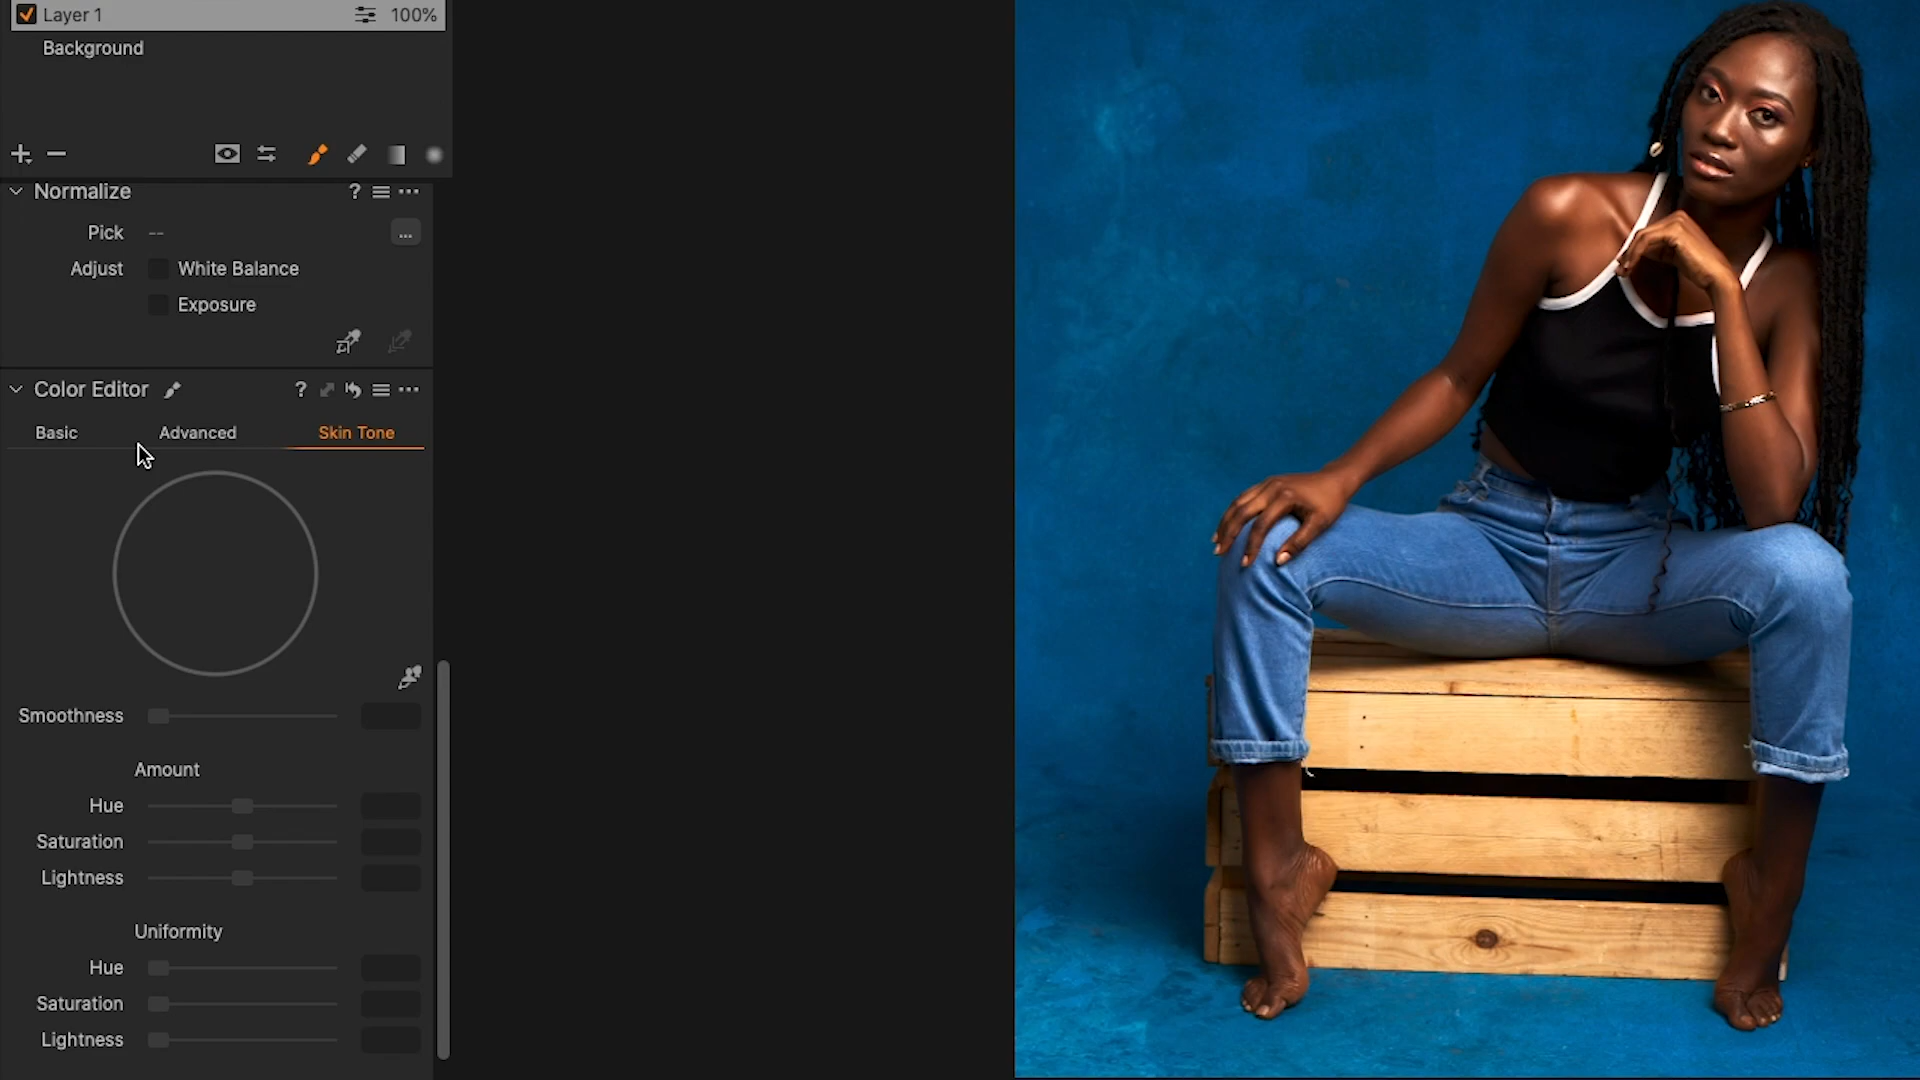 Layer 1 100%
Background
Normalize ? ...
Pick -- ...
Adjust White Balance
Exposure
Color Editor ? ...
Basic Advanced Skin Tone
Smoothness
Amount
Hue
Saturation
Lightness
Uniformity
Hue
Saturation
Lightness